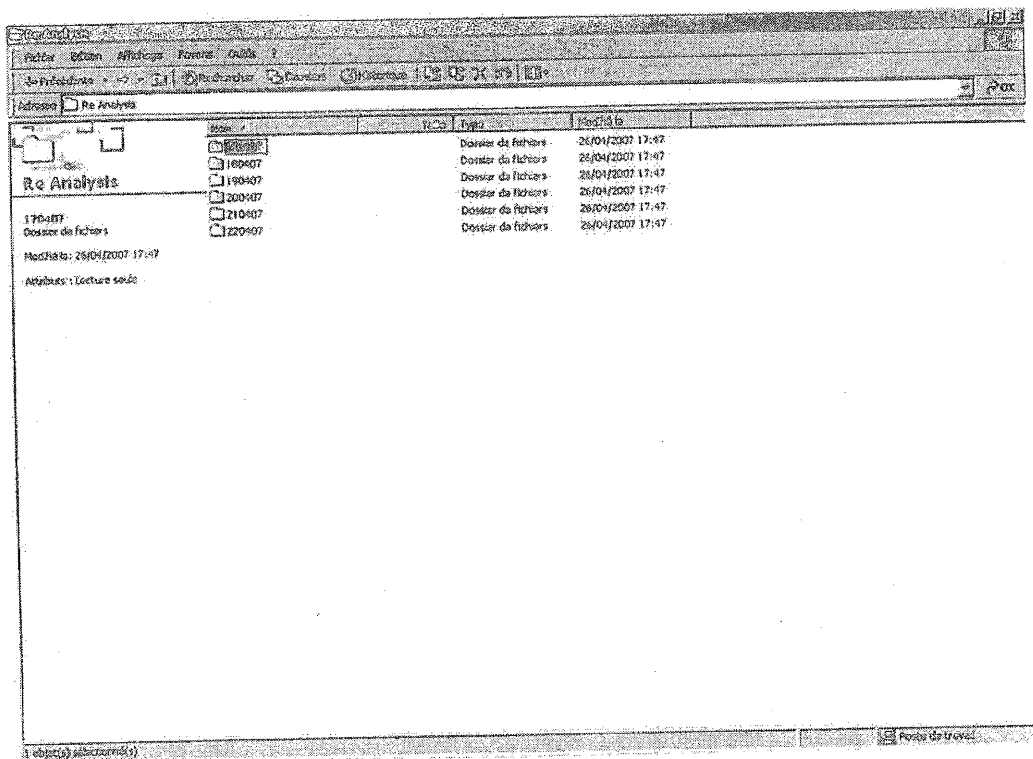 Re Analysis
Fichier Edition Affichage Favoris Outils ?
Précédente Rechercher Dossiers Historique
Adresse Re Analysis OK
Nom Taille Type Modifié le
170407 Dossier de fichiers 26/04/2007 17:47
180407 Dossier de fichiers 26/04/2007 17:47
190407 Dossier de fichiers 26/04/2007 17:47
200407 Dossier de fichiers 26/04/2007 17:47
210407 Dossier de fichiers 26/04/2007 17:47
220407 Dossier de fichiers 26/04/2007 17:47
Re Analysis
170407
Dossier de fichiers
Modifié le: 26/04/2007 17:47
Attributs : Lecture seule
1 objet(s) sélectionné(s) Poste de travail